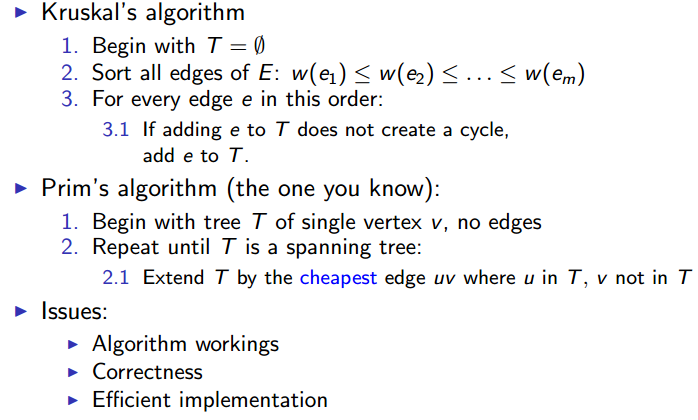 ▶ Kruskal's algorithm
1. Begin with T = ∅
2. Sort all edges of E: w(e₁) ≤ w(e₂) ≤ ... ≤ w(eₘ)
3. For every edge e in this order:
3.1 If adding e to T does not create a cycle,
add e to T.
▶ Prim's algorithm (the one you know):
1. Begin with tree T of single vertex v, no edges
2. Repeat until T is a spanning tree:
2.1 Extend T by the cheapest edge uv where u in T, v not in T
▶ Issues:
▶ Algorithm workings
▶ Correctness
▶ Efficient implementation